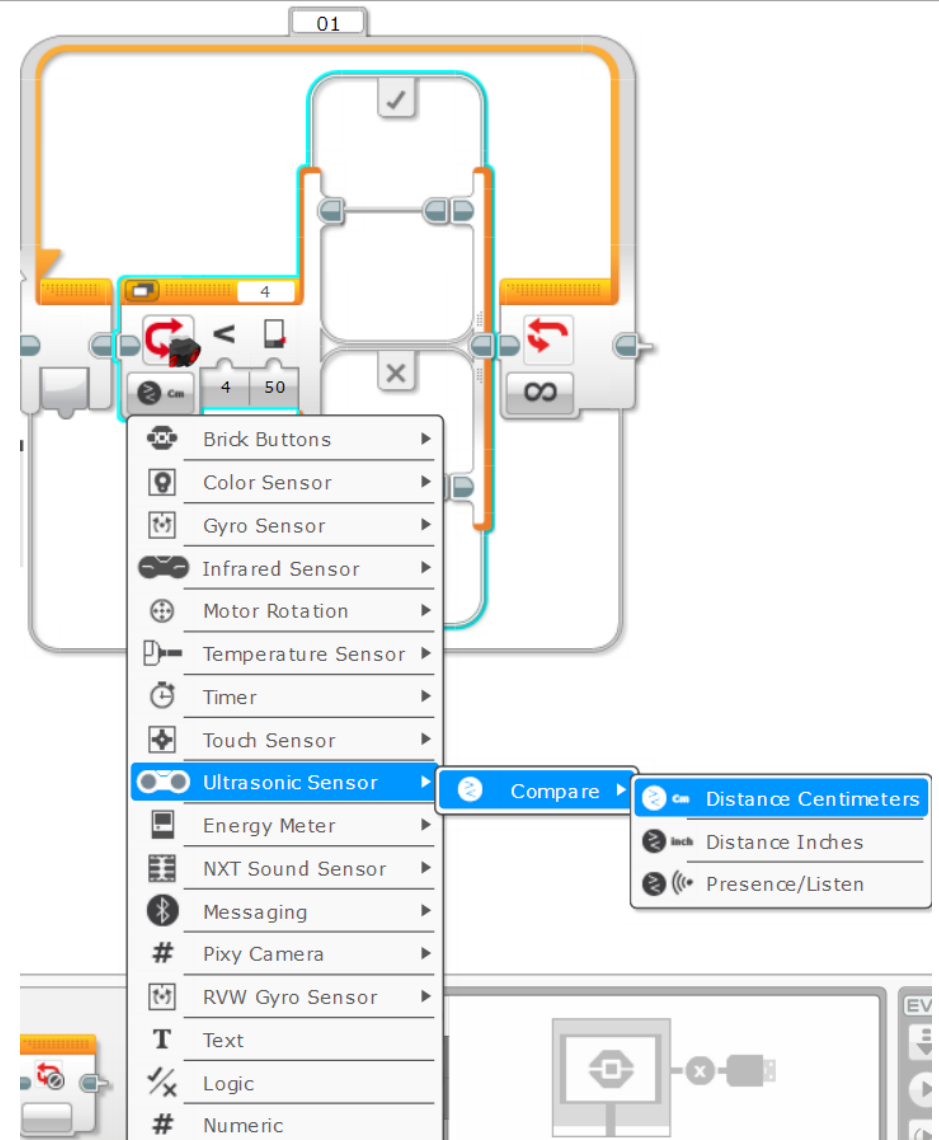 01
4
<
Cm
4 50
Brick Buttons
Color Sensor
Gyro Sensor
Infrared Sensor
Motor Rotation
Temperature Sensor
Timer
Touch Sensor
Ultrasonic Sensor
Compare
Cm Distance Centimeters
Energy Meter
inch Distance Inches
NXT Sound Sensor
Presence/Listen
Messaging
# Pixy Camera
RVW Gyro Sensor
EV
T Text
Logic
# Numeric